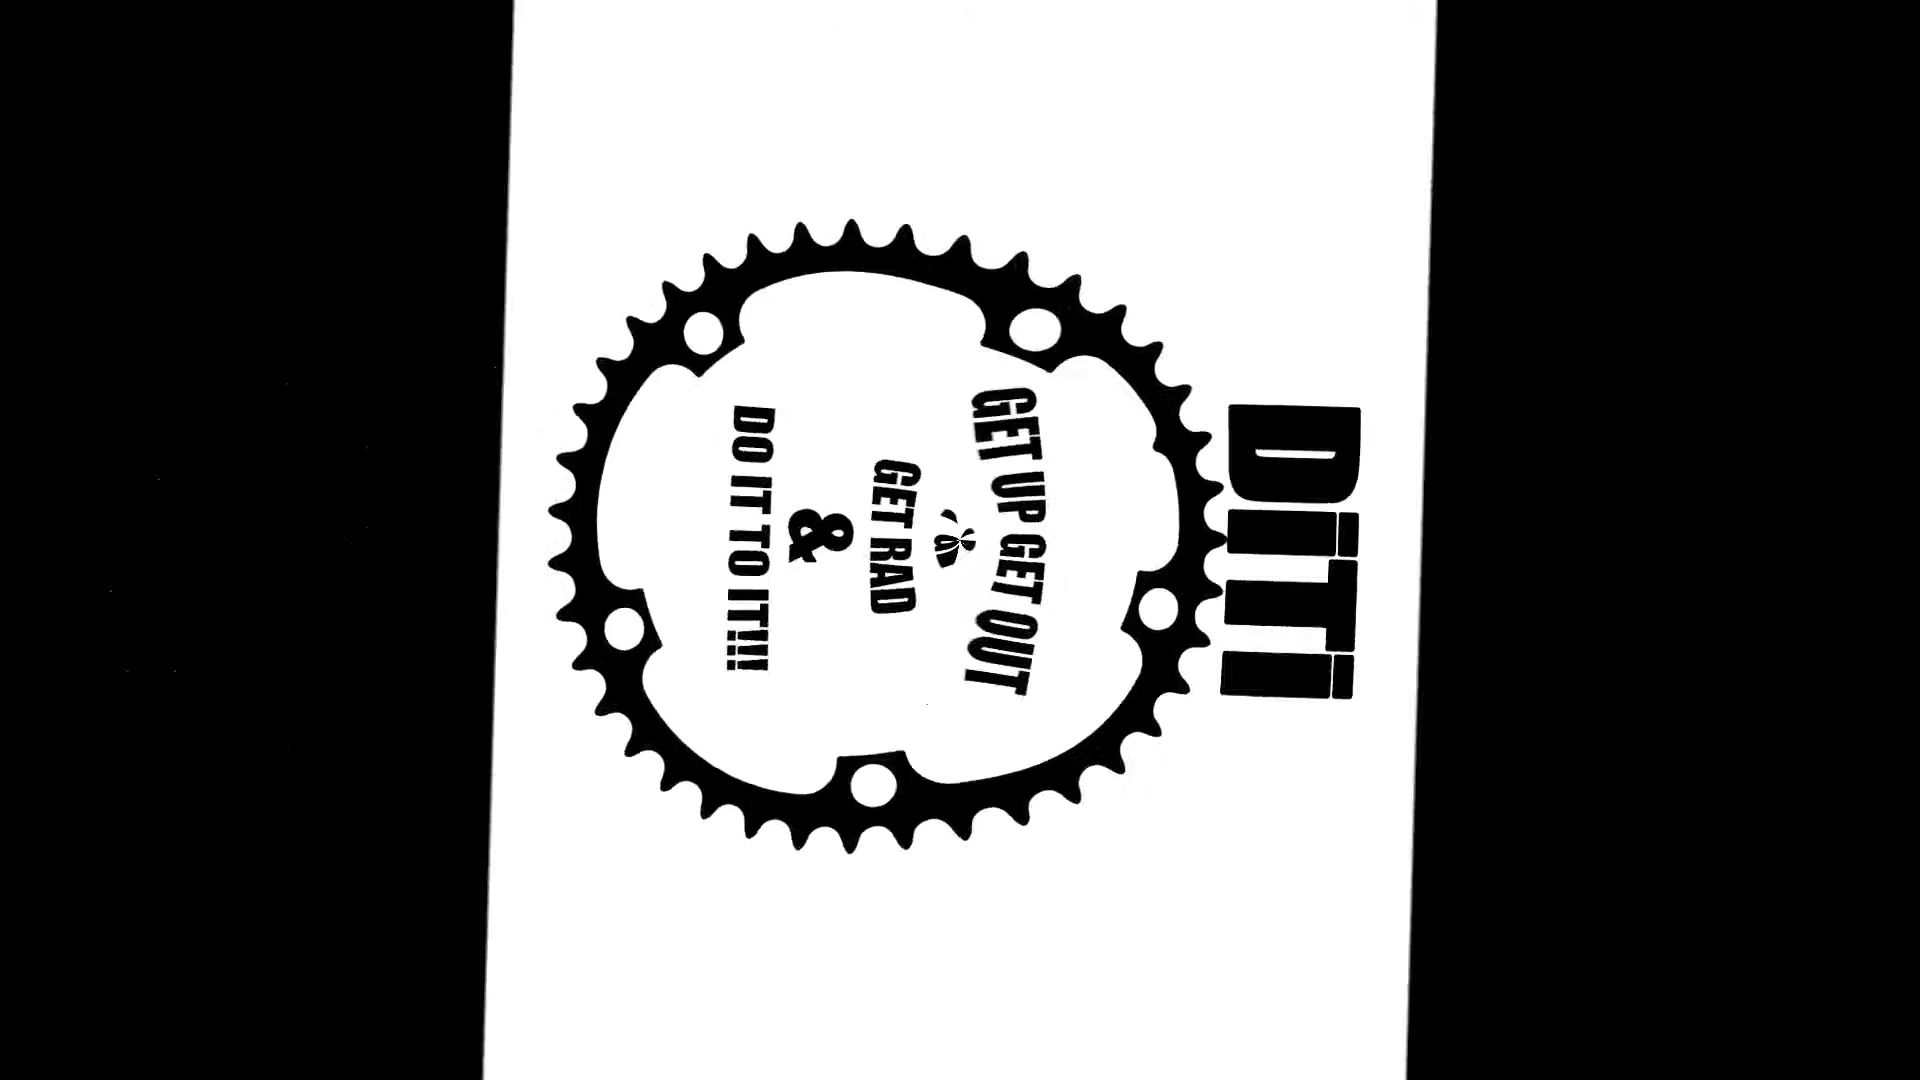 DiTi
GET UP GET OUT
&
GET RAD
&
DO IT TO IT!!!